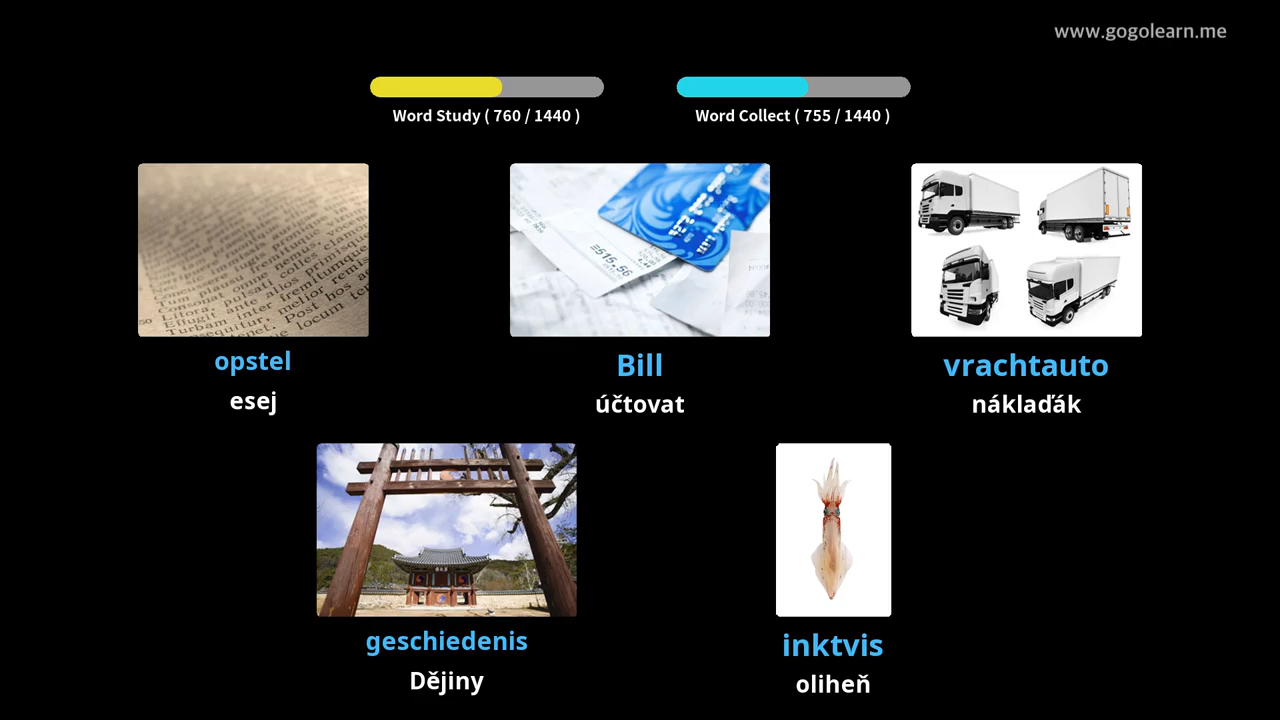 www.gogolearn.me
Word Study ( 760 / 1440 )
Word Collect ( 755 / 1440 )
opstel
esej
Bill
účtovat
vrachtauto
náklaďák
geschiedenis
Dějiny
inktvis
oliheň